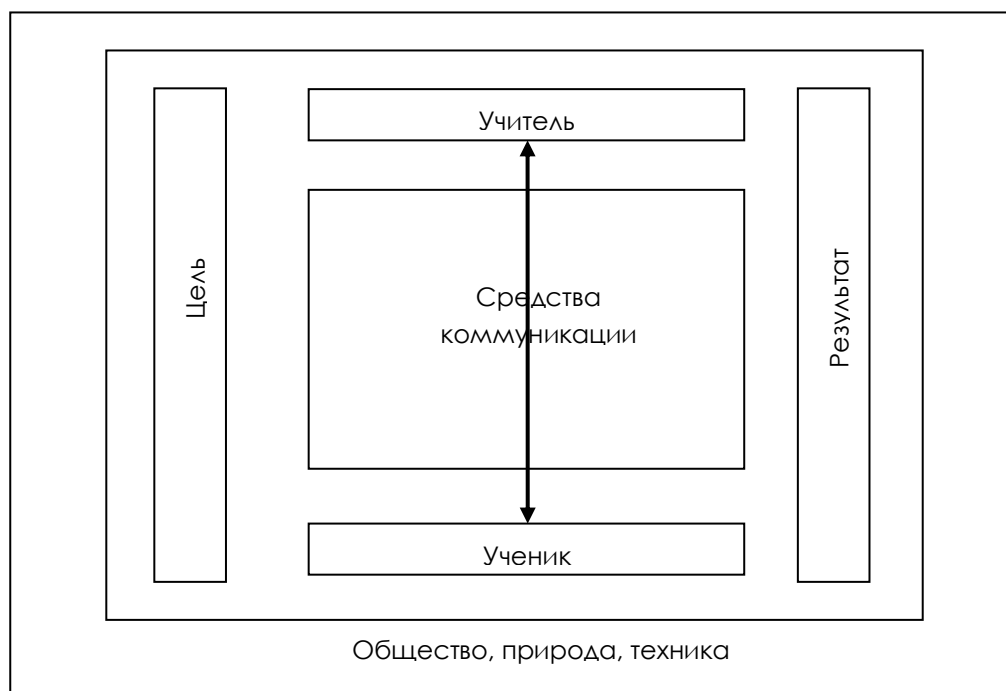 Учитель
Цель
Средства
коммуникации
Результат
Ученик
Общество, природа, техника